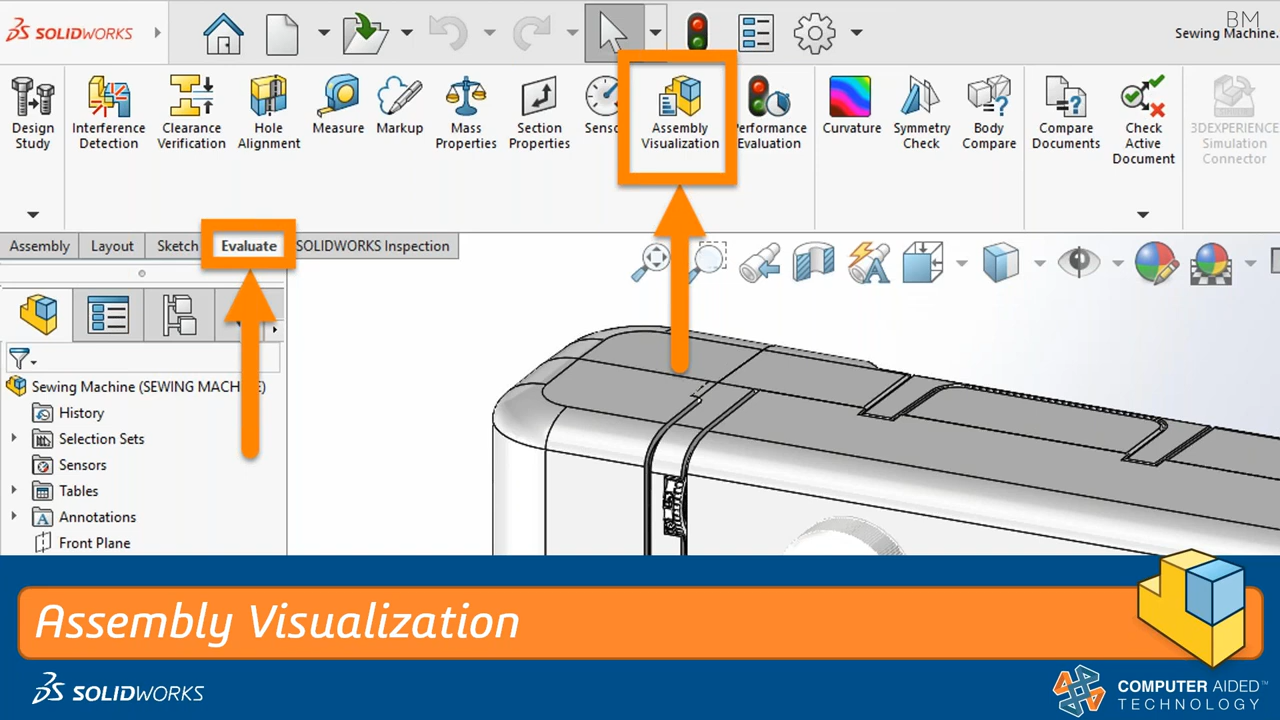 SOLIDWORKS
BM
Sewing Machine.
Design
Study
Interference
Detection
Clearance
Verification
Hole
Alignment
Measure
Markup
Mass
Properties
Section
Properties
Senso
Assembly
Visualization
Performance
Evaluation
Curvature
Symmetry
Check
Body
Compare
Compare
Documents
Check
Active
Document
3DEXPERIENCE
Simulation
Connector
Assembly
Layout
Sketch
Evaluate
SOLIDWORKS Inspection
Sewing Machine (SEWING MACH
History
Selection Sets
Sensors
Tables
Annotations
Front Plane
Assembly Visualization
SOLIDWORKS
COMPUTER AIDED™
TECHNOLOGY